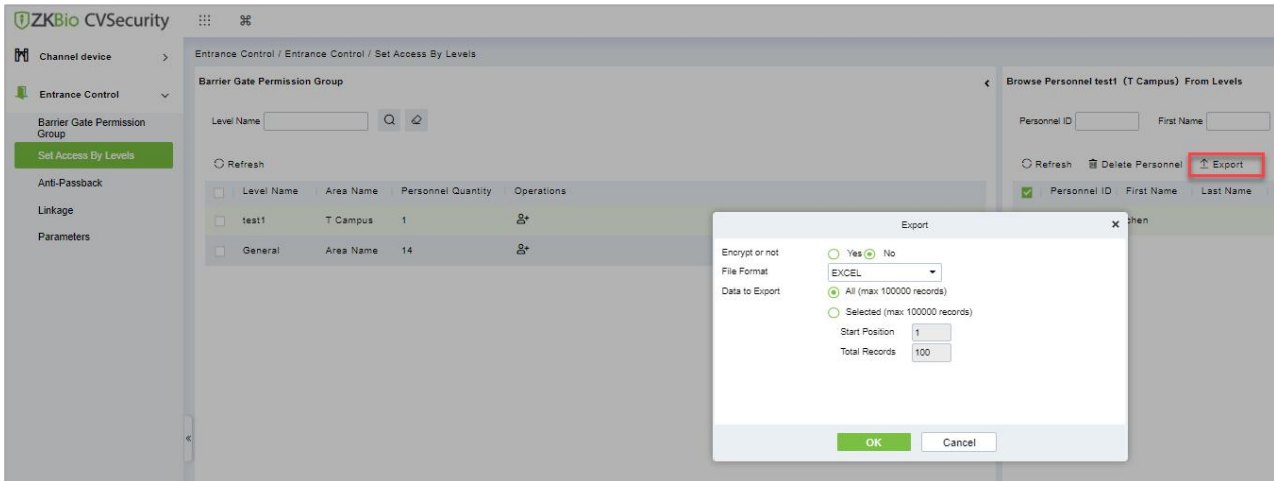 ZKBio CVSecurity
Channel device
Entrance Control
Barrier Gate Permission
Group
Set Access By Levels
Anti-Passback
Linkage
Parameters
Entrance Control / Entrance Control / Set Access By Levels
Barrier Gate Permission Group
Level Name
Refresh
Level Name Area Name Personnel Quantity Operations
test1 T Campus 1
General Area Name 14
Browse Personnel test1 (T Campus) From Levels
Personnel ID First Name
Refresh Delete Personnel Export
Personnel ID First Name Last Name
Export
Encrypt or not Yes No
File Format EXCEL
Data to Export All (max 100000 records)
Selected (max 100000 records)
Start Position 1
Total Records 100
OK Cancel